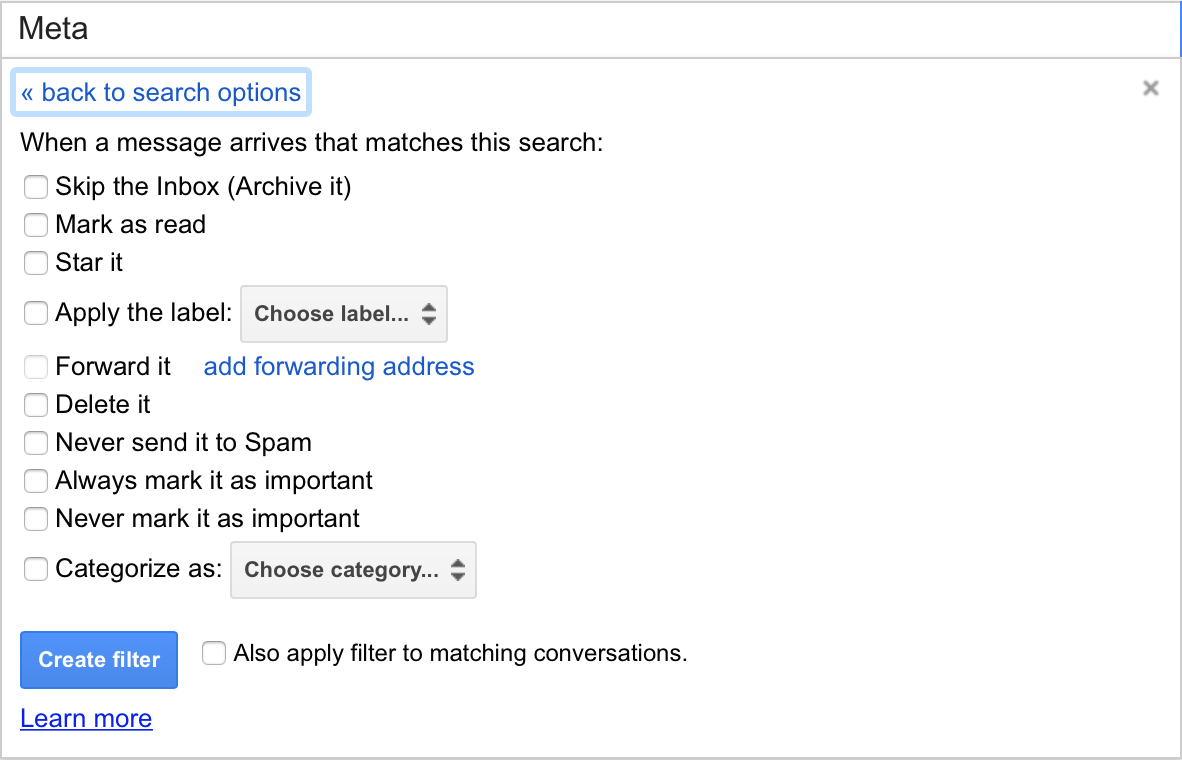 Meta
« back to search options
When a message arrives that matches this search:
Skip the Inbox (Archive it)
Mark as read
Star it
Apply the label: Choose label...
Forward it add forwarding address
Delete it
Never send it to Spam
Always mark it as important
Never mark it as important
Categorize as: Choose category...
Create filter Also apply filter to matching conversations.
Learn more